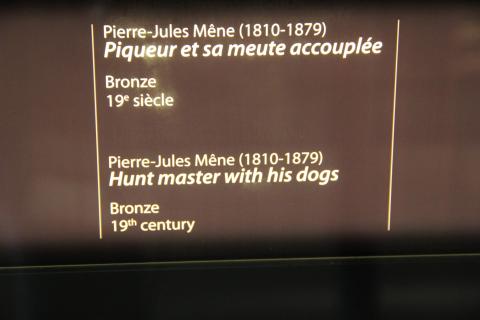 Pierre-Jules Mêne (1810-1879)
Piqueur et sa meute accouplée
Bronze
19e siècle
Pierre-Jules Mêne (1810-1879)
Hunt master with his dogs
Bronze
19th century